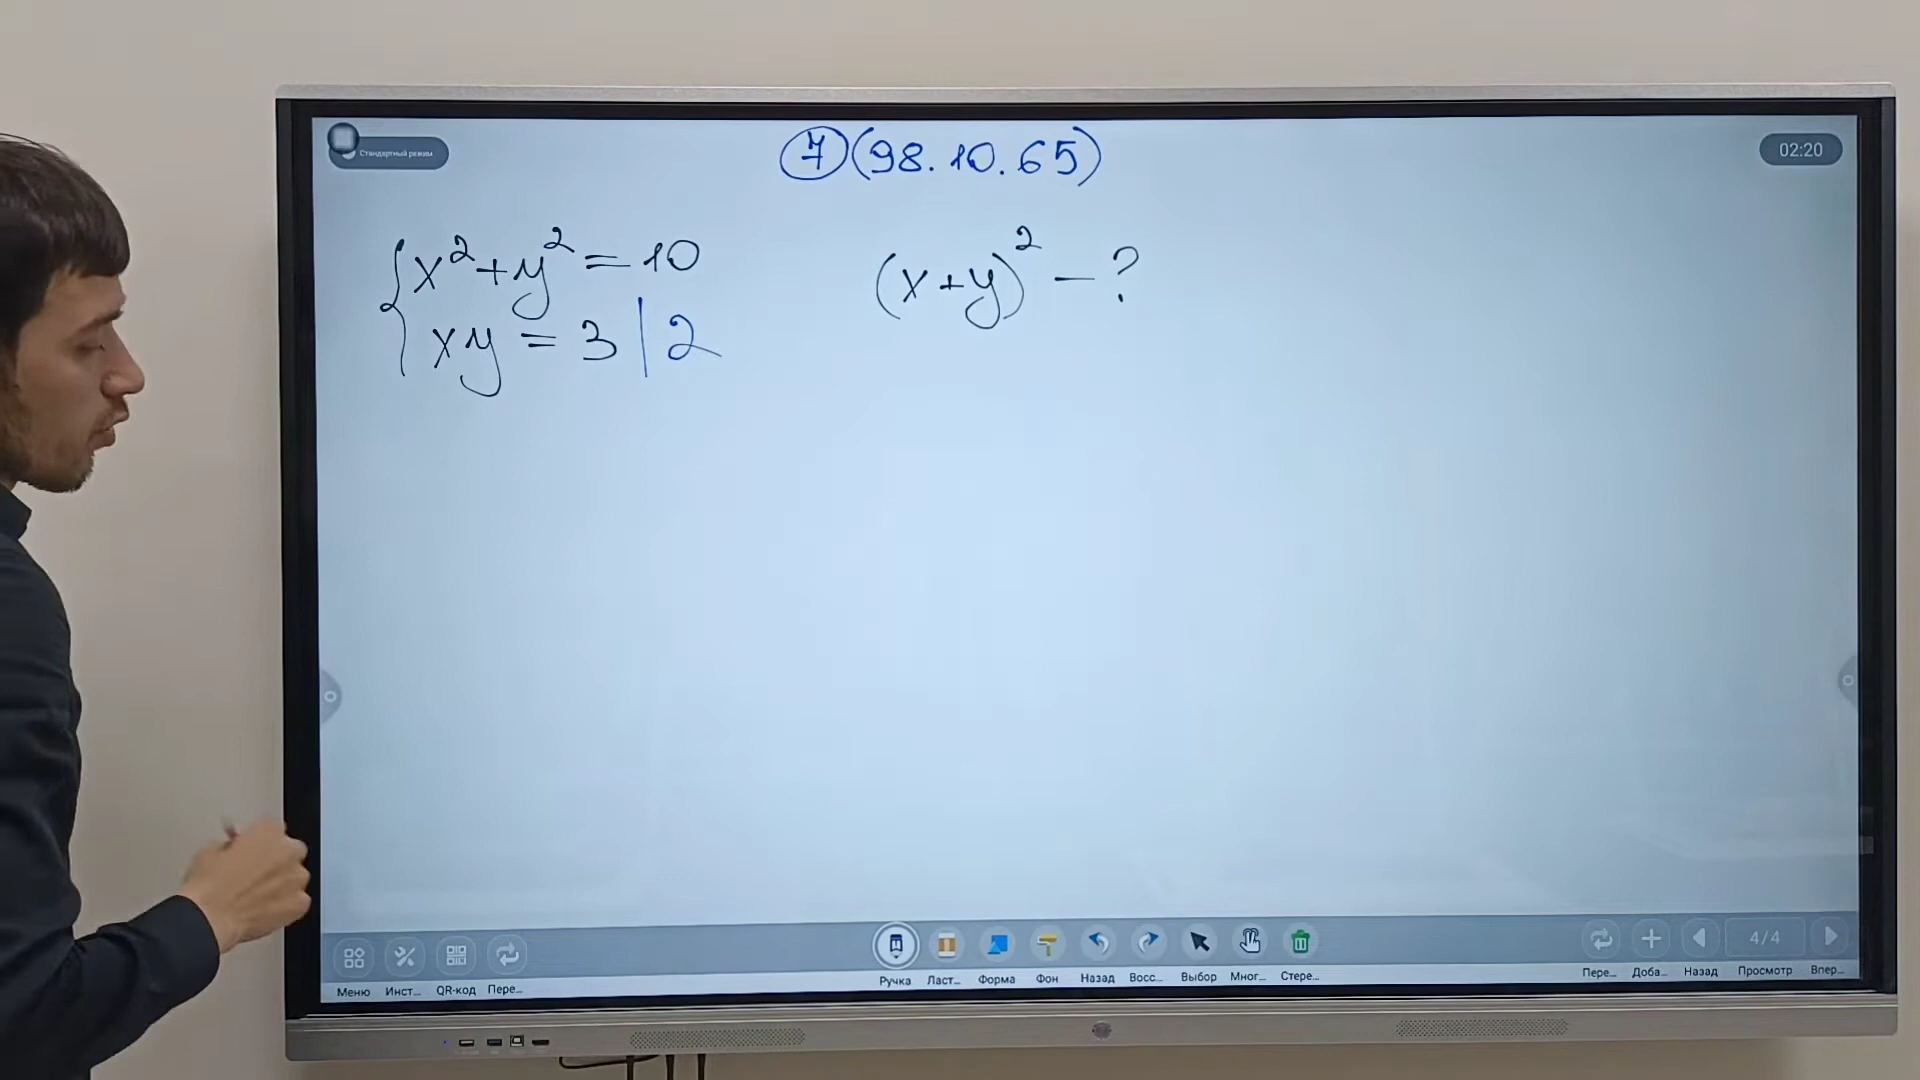 Стандартный режим
7 (98.10.65)
02:20
x²+y²=10
(x+y)² - ?
xy = 3 | 2
4/4
Меню Инст... QR-код Пере...
Ручка Ласт... Форма Фон Назад Восс... Выбор Мног... Стере...
Пере... Доба... Назад Просмотр Впер...